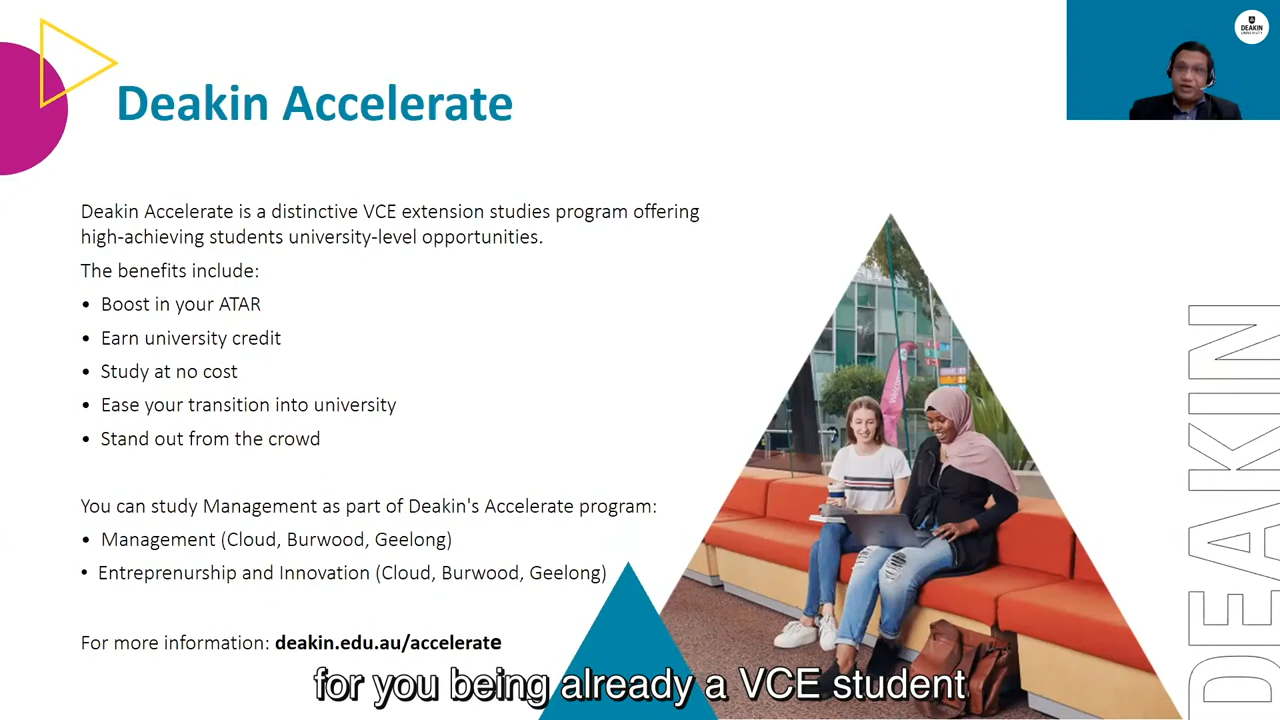 DEAKIN
UNIVERSITY
Deakin Accelerate
Deakin Accelerate is a distinctive VCE extension studies program offering
high-achieving students university-level opportunities.
The benefits include:
• Boost in your ATAR
• Earn university credit
• Study at no cost
• Ease your transition into university
• Stand out from the crowd
You can study Management as part of Deakin's Accelerate program:
• Management (Cloud, Burwood, Geelong)
• Entreprenurship and Innovation (Cloud, Burwood, Geelong)
For more information: deakin.edu.au/accelerate
for you being already a VCE student
DEAKIN